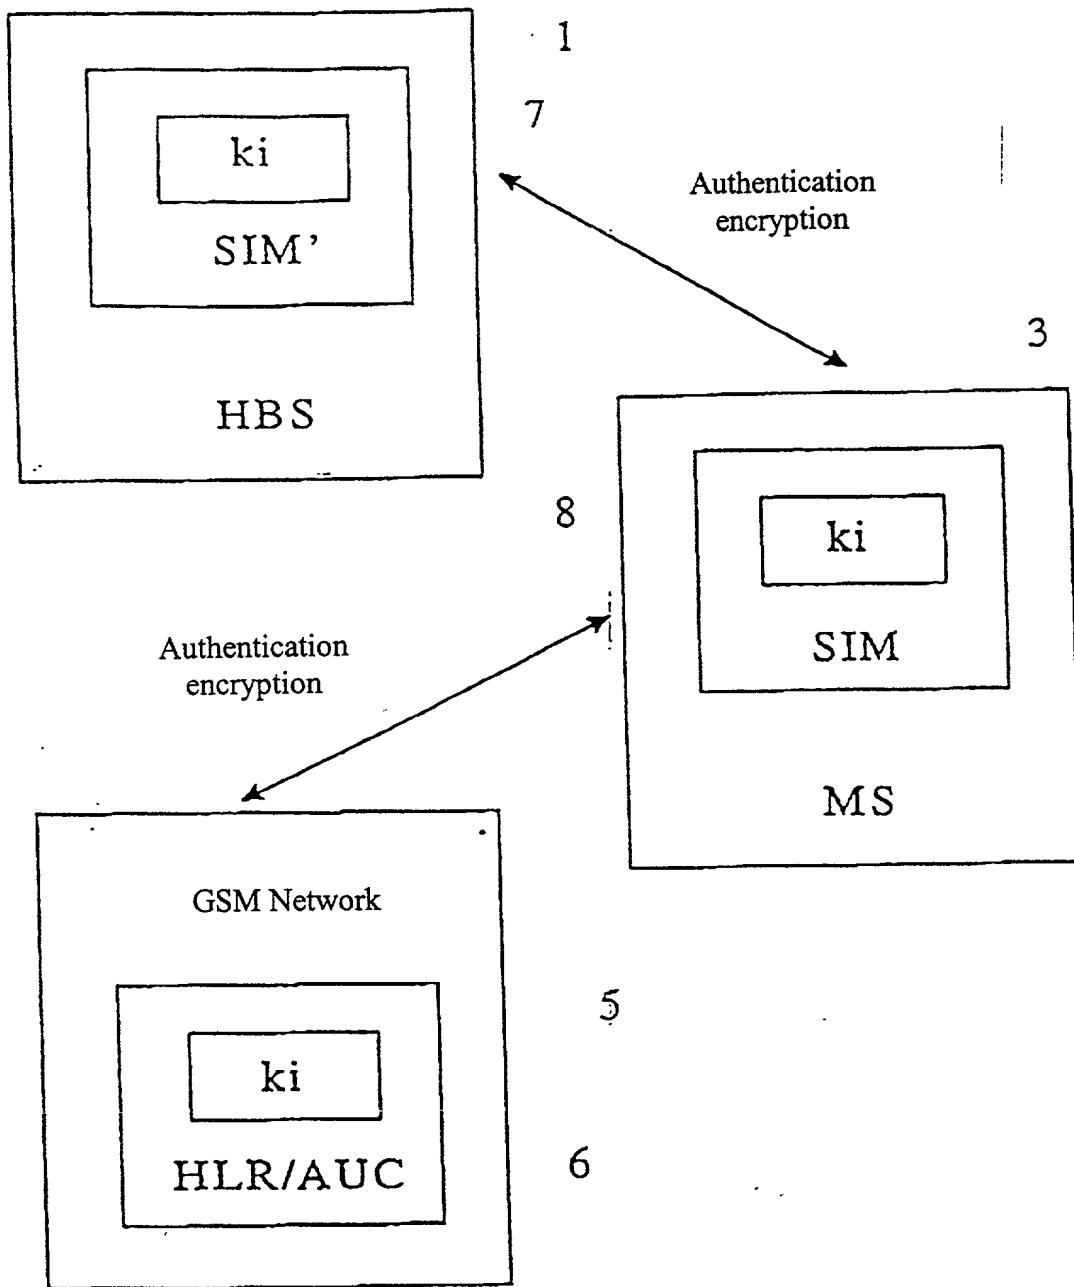 1
7
ki
SIM’
HBS
Authentication
encryption
3
8
ki
SIM
MS
Authentication
encryption
GSM Network
5
ki
HLR/AUC
6